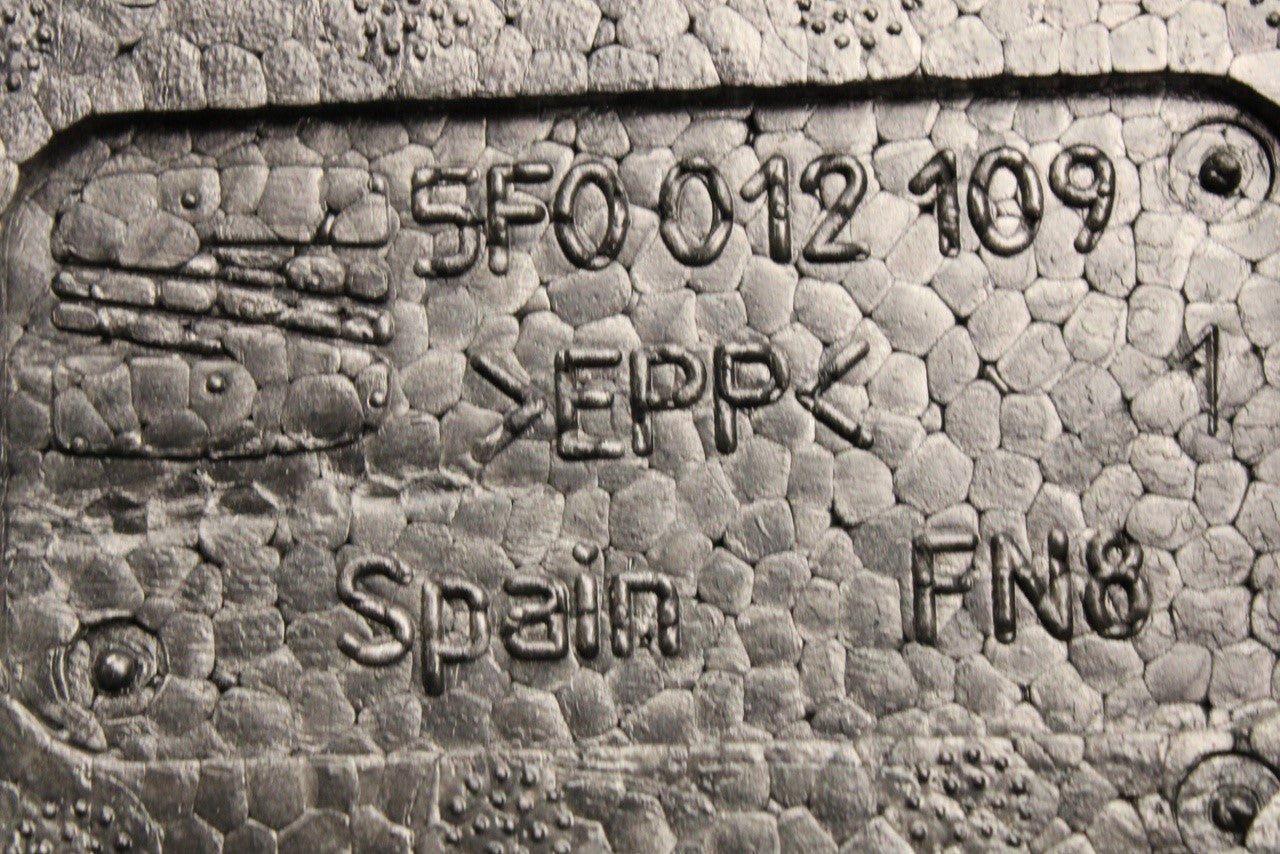 5F0 012 109
>EPP<
1
Spain FN8